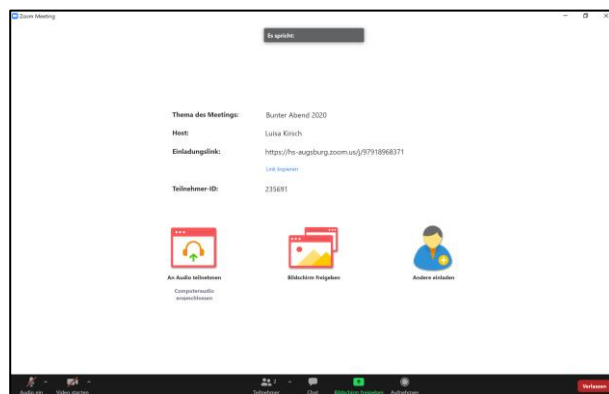 Zoom Meeting
Es spricht:
Thema des Meetings: Bunter Abend 2020
Host: Luisa Kirsch
Einladungslink: https://hs-augsburg.zoom.us/j/97918968371
Link kopieren
Teilnehmer-ID: 235691
An Audio teilnehmen Bildschirm freigeben Andere einladen
Computeraudio
angeschlossen
Audio ein Video starten Teilnehmer Chat Bildschirm freigeben Aufnehmen Verlassen